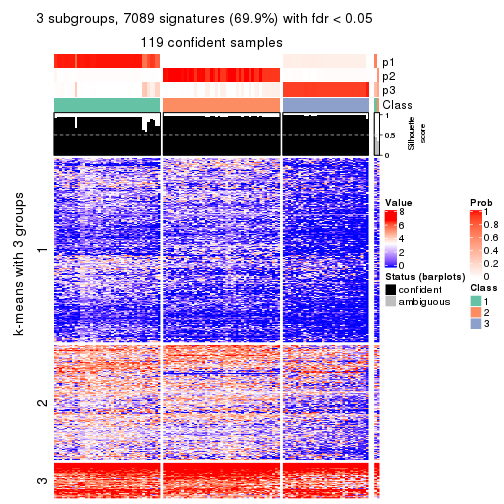 3 subgroups, 7089 signatures (69.9%) with fdr < 0.05
119 confident samples
p1
p2
p3
Class
1
0.5
0
Silhouette
score
k-means with 3 groups
1
2
3
Value
8
6
4
2
0
Status (barplots)
confident
ambiguous
Prob
1
0.8
0.6
0.4
0.2
0
Class
1
2
3